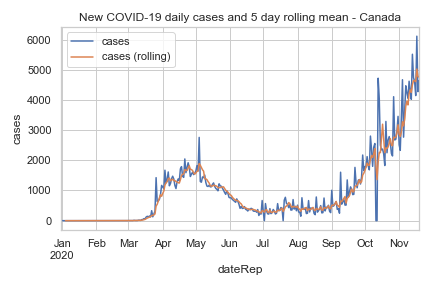 New COVID-19 daily cases and 5 day rolling mean - Canada
cases
cases (rolling)
6000
5000
4000
3000
2000
1000
0
cases
Jan Feb Mar Apr May Jun Jul Aug Sep Oct Nov
2020
dateRep